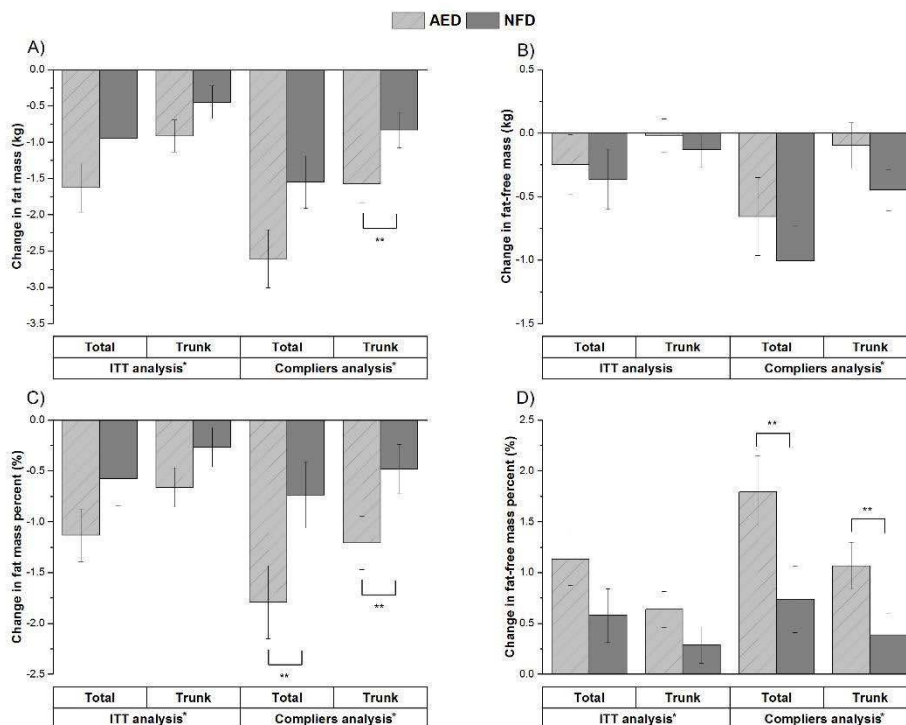 AED NFD
A)
Change in fat mass (kg)
0.0
-0.5
-1.0
-1.5
-2.0
-2.5
-3.0
-3.5
**
Total Trunk Total Trunk
ITT analysis* Compliers analysis*
B)
Change in fat-free mass (kg)
0.5
0.0
-0.5
-1.0
-1.5
Total Trunk Total Trunk
ITT analysis Compliers analysis*
C)
Change in fat mass percent (%)
0.0
-0.5
-1.0
-1.5
-2.0
-2.5
**
**
Total Trunk Total Trunk
ITT analysis* Compliers analysis*
D)
Change in fat-free mass percent (%)
2.5
2.0
1.5
1.0
0.5
0.0
**
**
Total Trunk Total Trunk
ITT analysis* Compliers analysis*